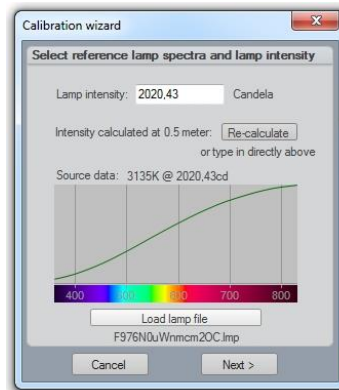 Calibration wizard
Select reference lamp spectra and lamp intensity
Lamp intensity: 2020,43 Candela
Intensity calculated at 0.5 meter: Re-calculate
or type in directly above
Source data: 3135K @ 2020,43cd
400 500 600 700 800
Load lamp file
F976N0uWnmcm2OC.lmp
Cancel Next >